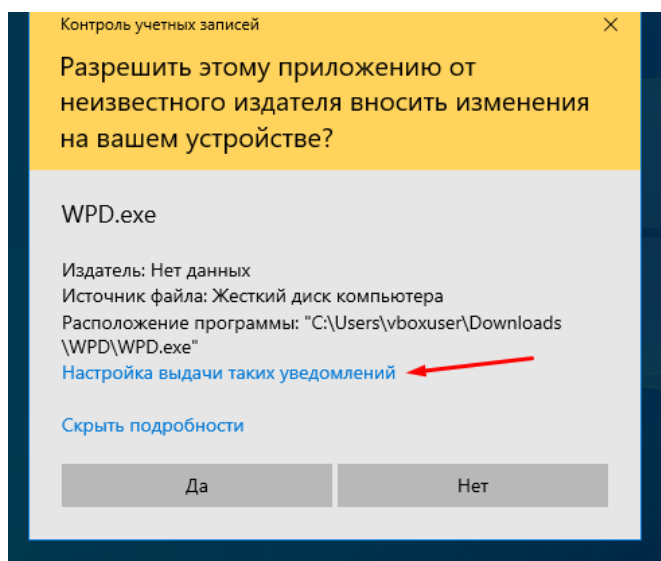 Контроль учетных записей
Разрешить этому приложению от
неизвестного издателя вносить изменения
на вашем устройстве?
WPD.exe
Издатель: Нет данных
Источник файла: Жесткий диск компьютера
Расположение программы: "C:\Users\vboxuser\Downloads
\WPD\WPD.exe"
Настройка выдачи таких уведомлений
Скрыть подробности
Да
Нет